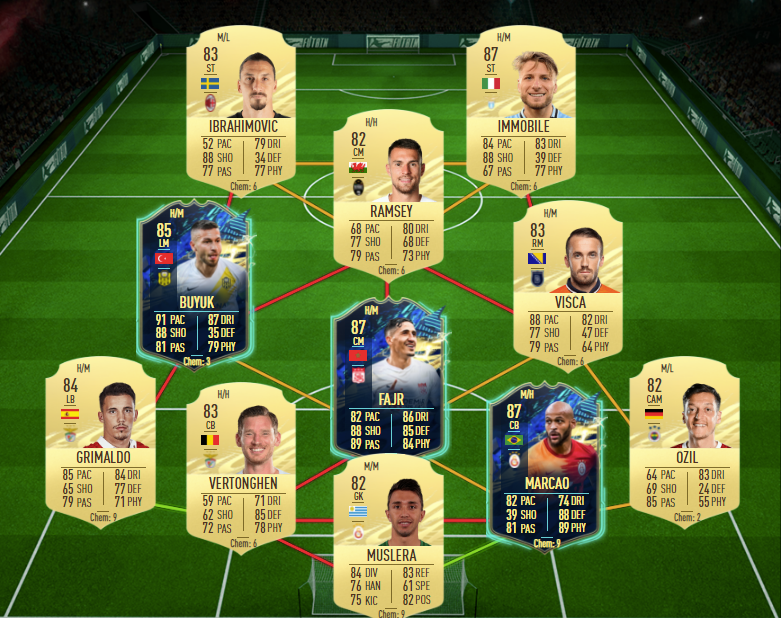 M/L
83
ST
IBRAHIMOVIC
52 PAC 79 DRI
88 SHO 34 DEF
77 PAS 77 PHY
Chem: 6
H/M
87
ST
IMMOBILE
84 PAC 83 DRI
88 SHO 39 DEF
67 PAS 77 PHY
Chem: 6
H/H
82
CM
RAMSEY
68 PAC 80 DRI
77 SHO 68 DEF
79 PAS 73 PHY
Chem: 6
H/M
85
LM
BUYUK
91 PAC 87 DRI
88 SHO 35 DEF
81 PAS 79 PHY
Chem: 3
H/M
83
RM
VISCA
88 PAC 82 DRI
77 SHO 47 DEF
79 PAS 64 PHY
Chem: 6
H/M
87
CM
FAJR
82 PAC 86 DRI
88 SHO 85 DEF
89 PAS 84 PHY
H/M
84
LB
GRIMALDO
85 PAC 84 DRI
65 SHO 77 DEF
79 PAS 71 PHY
Chem: 9
H/H
83
CB
VERTONGHEN
59 PAC 71 DRI
62 SHO 85 DEF
72 PAS 78 PHY
Chem: 6
M/M
82
GK
MUSLERA
84 DIV 83 REF
76 HAN 61 SPE
75 KIC 82 POS
Chem: 9
M/H
87
CB
MARCAO
82 PAC 74 DRI
39 SHO 88 DEF
81 PAS 89 PHY
Chem: 9
M/L
82
CAM
OZIL
64 PAC 83 DRI
69 SHO 24 DEF
85 PAS 55 PHY
Chem: 2